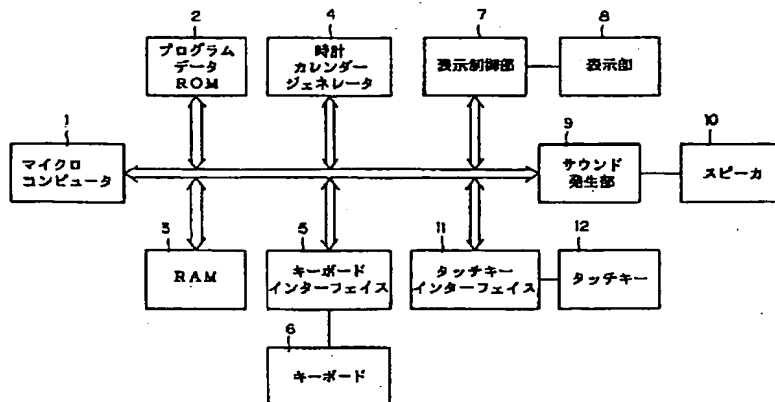 2
プログラム
データ
ROM
4
時計
カレンダー
ジェネレータ
7
表示制御部
8
表示部
1
マイクロ
コンピュータ
9
サウンド
発生部
10
スピーカ
3
RAM
5
キーボード
インターフェイス
11
タッチキー
インターフェイス
12
タッチキー
6
キーボード